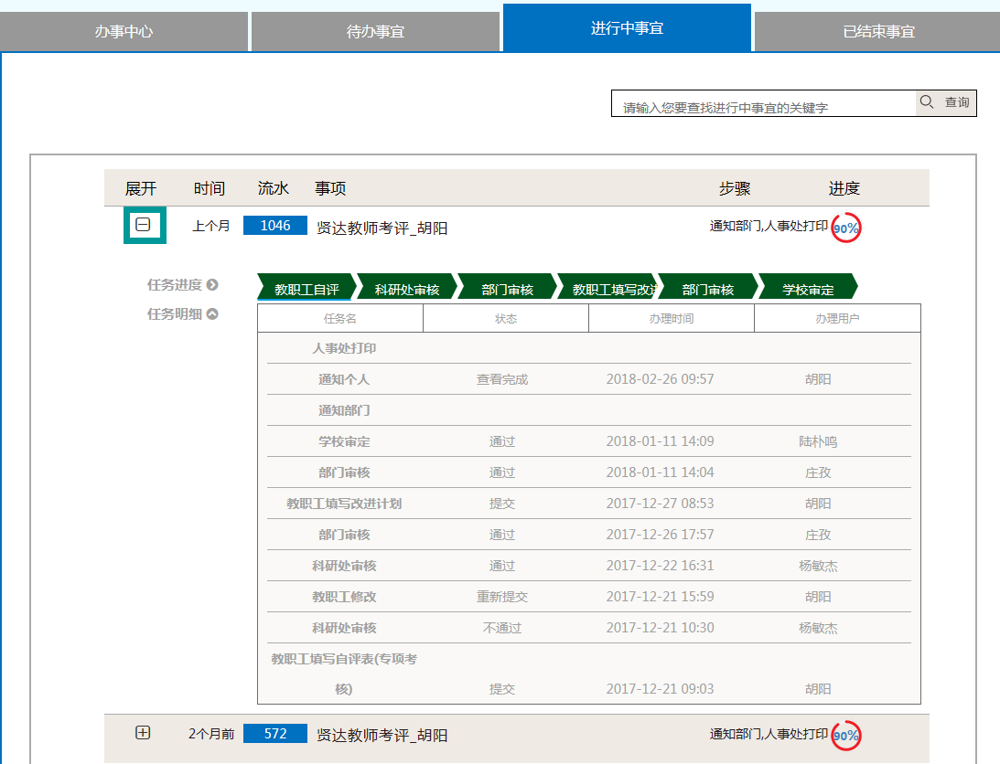 办事中心 待办事宜 进行中事宜 已结束事宜
请输入您要查找进行中事宜的关键字 查询
展开 时间 流水 事项 步骤 进度
上个月 1046 贤达教师考评_胡阳 通知部门,人事处打印 90%
任务进度 教职工自评 科研处审核 部门审核 教职工填写改进 部门审核 学校审定
任务明细
任务名 状态 办理时间 办理用户
人事处打印
通知个人 查看完成 2018-02-26 09:57 胡阳
通知部门
学校审定 通过 2018-01-11 14:09 陆朴鸣
部门审核 通过 2018-01-11 14:04 庄孜
教职工填写改进计划 提交 2017-12-27 08:53 胡阳
部门审核 通过 2017-12-26 17:57 庄孜
科研处审核 通过 2017-12-22 16:31 杨敏杰
教职工修改 重新提交 2017-12-21 15:59 胡阳
科研处审核 不通过 2017-12-21 10:30 杨敏杰
教职工填写自评表(专项考
核) 提交 2017-12-21 09:03 胡阳
2个月前 572 贤达教师考评_胡阳 通知部门,人事处打印 90%